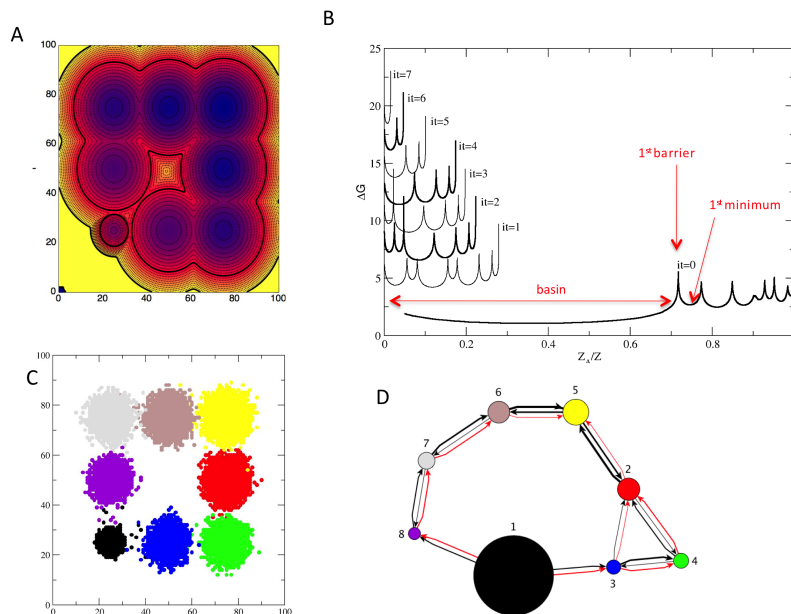 A
100
80
60
40
20
0
0 20 40 60 80 100
B
25
20
15
10
5
0
ΔG
it=7
it=6
it=5
it=4
it=3
it=2
it=1
it=0
1st barrier
1st minimum
basin
0 0.2 0.4 0.6 0.8
Z_A/Z
C
100
80
60
40
20
0
0 20 40 60 80 100
D
6
5
7
2
8
1
3
4